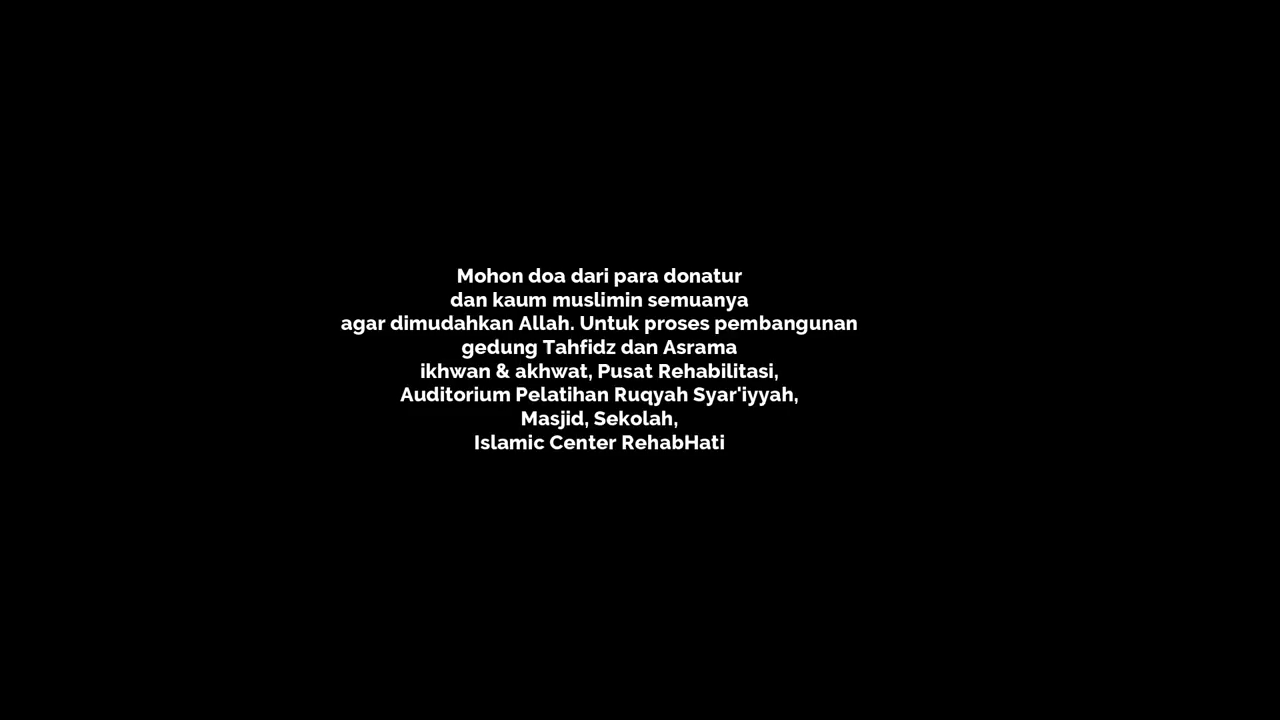 Mohon doa dari para donatur
dan kaum muslimin semuanya
agar dimudahkan Allah. Untuk proses pembangunan
gedung Tahfidz dan Asrama
ikhwan & akhwat, Pusat Rehabilitasi,
Auditorium Pelatihan Ruqyah Syar'iyyah,
Masjid, Sekolah,
Islamic Center RehabHati